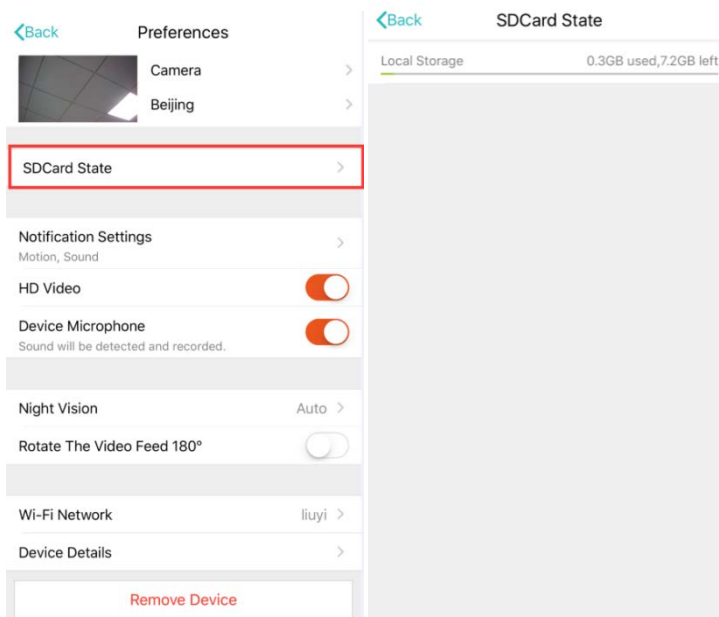 Back Preferences
Camera
Beijing
SDCard State
Notification Settings
Motion, Sound
HD Video
Device Microphone
Sound will be detected and recorded.
Night Vision Auto
Rotate The Video Feed 180°
Wi-Fi Network liuyi
Device Details
Remove Device
Back SDCard State
Local Storage 0.3GB used,7.2GB left